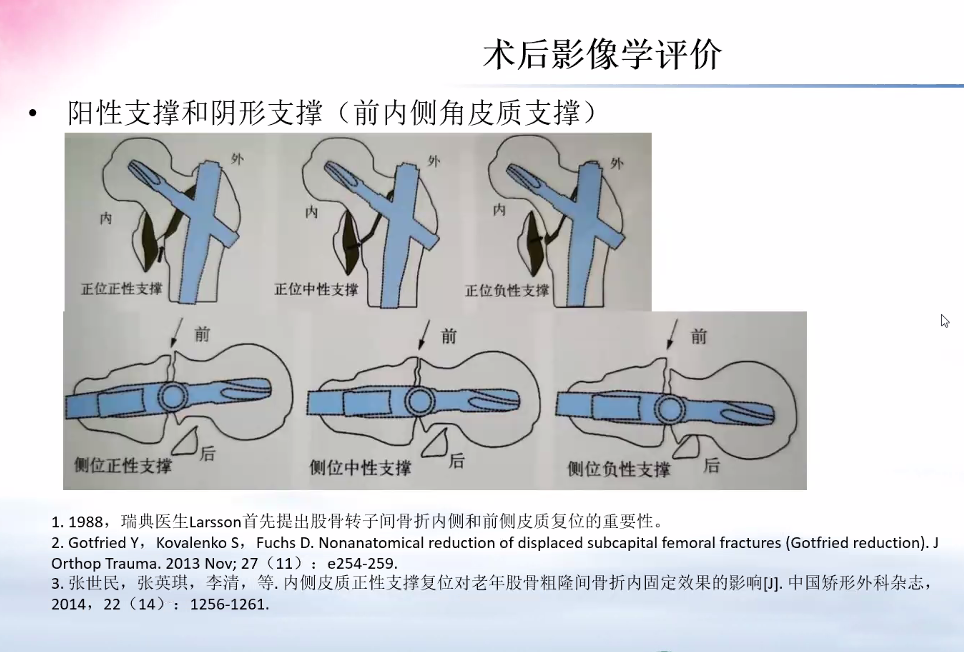 术后影像学评价
• 阳性支撑和阴形支撑（前内侧角皮质支撑）
外 外 外
内 内 内
正位正性支撑 正位中性支撑 正位负性支撑
前 前 前
后 后 后
侧位正性支撑 侧位中性支撑 侧位负性支撑
1. 1988，瑞典医生Larsson首先提出股骨转子间骨折内侧和前侧皮质复位的重要性。
2. Gotfried Y，Kovalenko S，Fuchs D. Nonanatomical reduction of displaced subcapital femoral fractures (Gotfried reduction). J
Orthop Trauma. 2013 Nov; 27（11）：e254-259.
3. 张世民，张英琪，李清，等. 内侧皮质正性支撑复位对老年股骨粗隆间骨折内固定效果的影响[J]. 中国矫形外科杂志，
2014，22（14）：1256-1261.